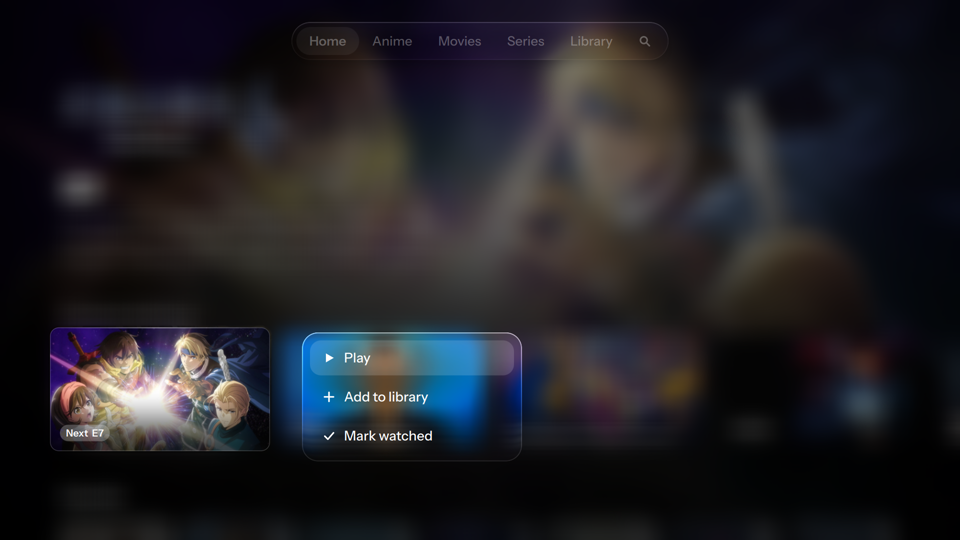 Home
Anime
Movies
Series
Library
Next E7
Play
Add to library
Mark watched